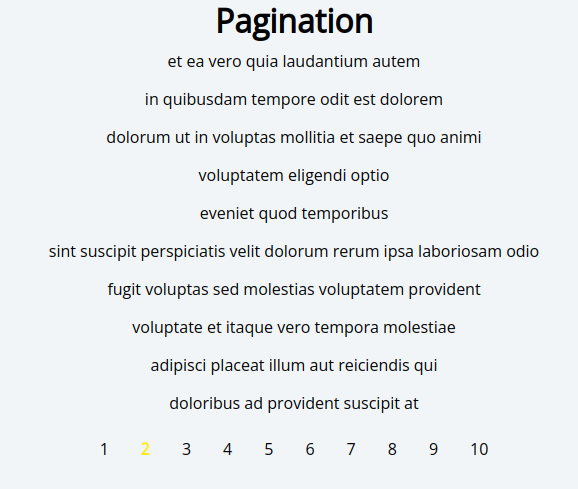 Pagination
et ea vero quia laudantium autem
in quibusdam tempore odit est dolorem
dolorum ut in voluptas mollitia et saepe quo animi
voluptatem eligendi optio
eveniet quod temporibus
sint suscipit perspiciatis velit dolorum rerum ipsa laboriosam odio
fugit voluptas sed molestias voluptatem provident
voluptate et itaque vero tempora molestiae
adipisci placeat illum aut reiciendis qui
doloribus ad provident suscipit at
1 2 3 4 5 6 7 8 9 10